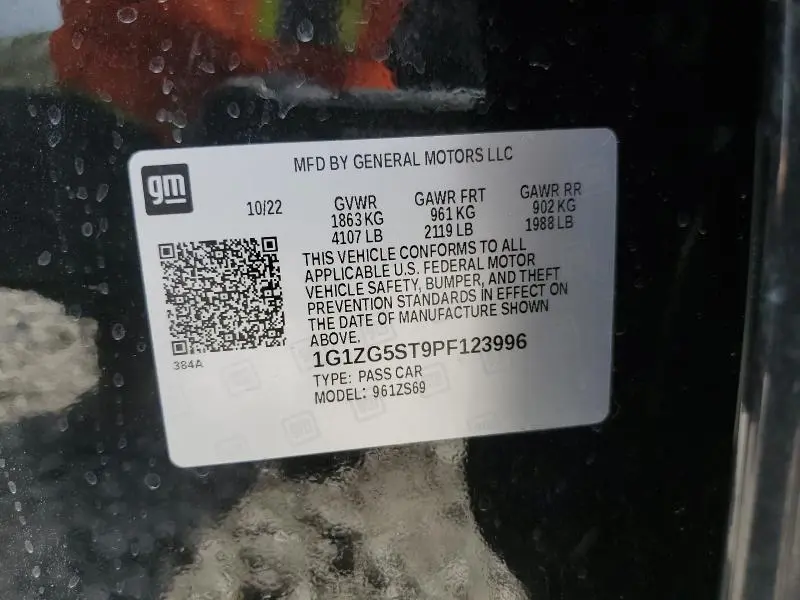 MFD BY GENERAL MOTORS LLC
gm
10/22 GVWR GAWR FRT GAWR RR
1863 KG 961 KG 902 KG
4107 LB 2119 LB 1988 LB
THIS VEHICLE CONFORMS TO ALL
APPLICABLE U.S. FEDERAL MOTOR
VEHICLE SAFETY, BUMPER, AND THEFT
PREVENTION STANDARDS IN EFFECT ON
THE DATE OF MANUFACTURE SHOWN
ABOVE.
384A
1G1ZG5ST9PF123996
TYPE: PASS CAR
MODEL: 961ZS69